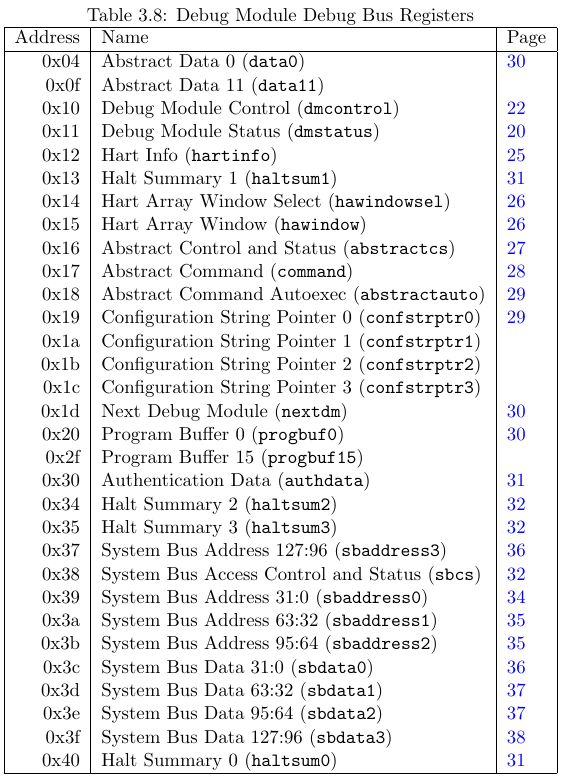 Table 3.8: Debug Module Debug Bus Registers
Address Name Page
0x04 Abstract Data 0 (data0) 30
0x0f Abstract Data 11 (data11)
0x10 Debug Module Control (dmcontrol) 22
0x11 Debug Module Status (dmstatus) 20
0x12 Hart Info (hartinfo) 25
0x13 Halt Summary 1 (haltsum1) 31
0x14 Hart Array Window Select (hawindowsel) 26
0x15 Hart Array Window (hawindow) 26
0x16 Abstract Control and Status (abstractcs) 27
0x17 Abstract Command (command) 28
0x18 Abstract Command Autoexec (abstractauto) 29
0x19 Configuration String Pointer 0 (confstrptr0) 29
0x1a Configuration String Pointer 1 (confstrptr1)
0x1b Configuration String Pointer 2 (confstrptr2)
0x1c Configuration String Pointer 3 (confstrptr3)
0x1d Next Debug Module (nextdm) 30
0x20 Program Buffer 0 (progbuf0) 30
0x2f Program Buffer 15 (progbuf15)
0x30 Authentication Data (authdata) 31
0x34 Halt Summary 2 (haltsum2) 32
0x35 Halt Summary 3 (haltsum3) 32
0x37 System Bus Address 127:96 (sbaddress3) 36
0x38 System Bus Access Control and Status (sbcs) 32
0x39 System Bus Address 31:0 (sbaddress0) 34
0x3a System Bus Address 63:32 (sbaddress1) 35
0x3b System Bus Address 95:64 (sbaddress2) 35
0x3c System Bus Data 31:0 (sbdata0) 36
0x3d System Bus Data 63:32 (sbdata1) 37
0x3e System Bus Data 95:64 (sbdata2) 37
0x3f System Bus Data 127:96 (sbdata3) 38
0x40 Halt Summary 0 (haltsum0) 31